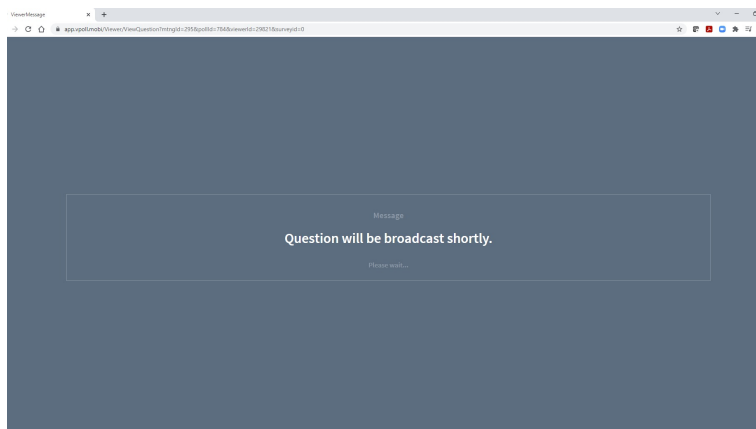 ViewerMessage
app.vpoll.mobi/Viewer/ViewQuestion?mtngId=295&pollId=784&viewerId=29821&surveyid=0
Message
Question will be broadcast shortly.
Please wait...